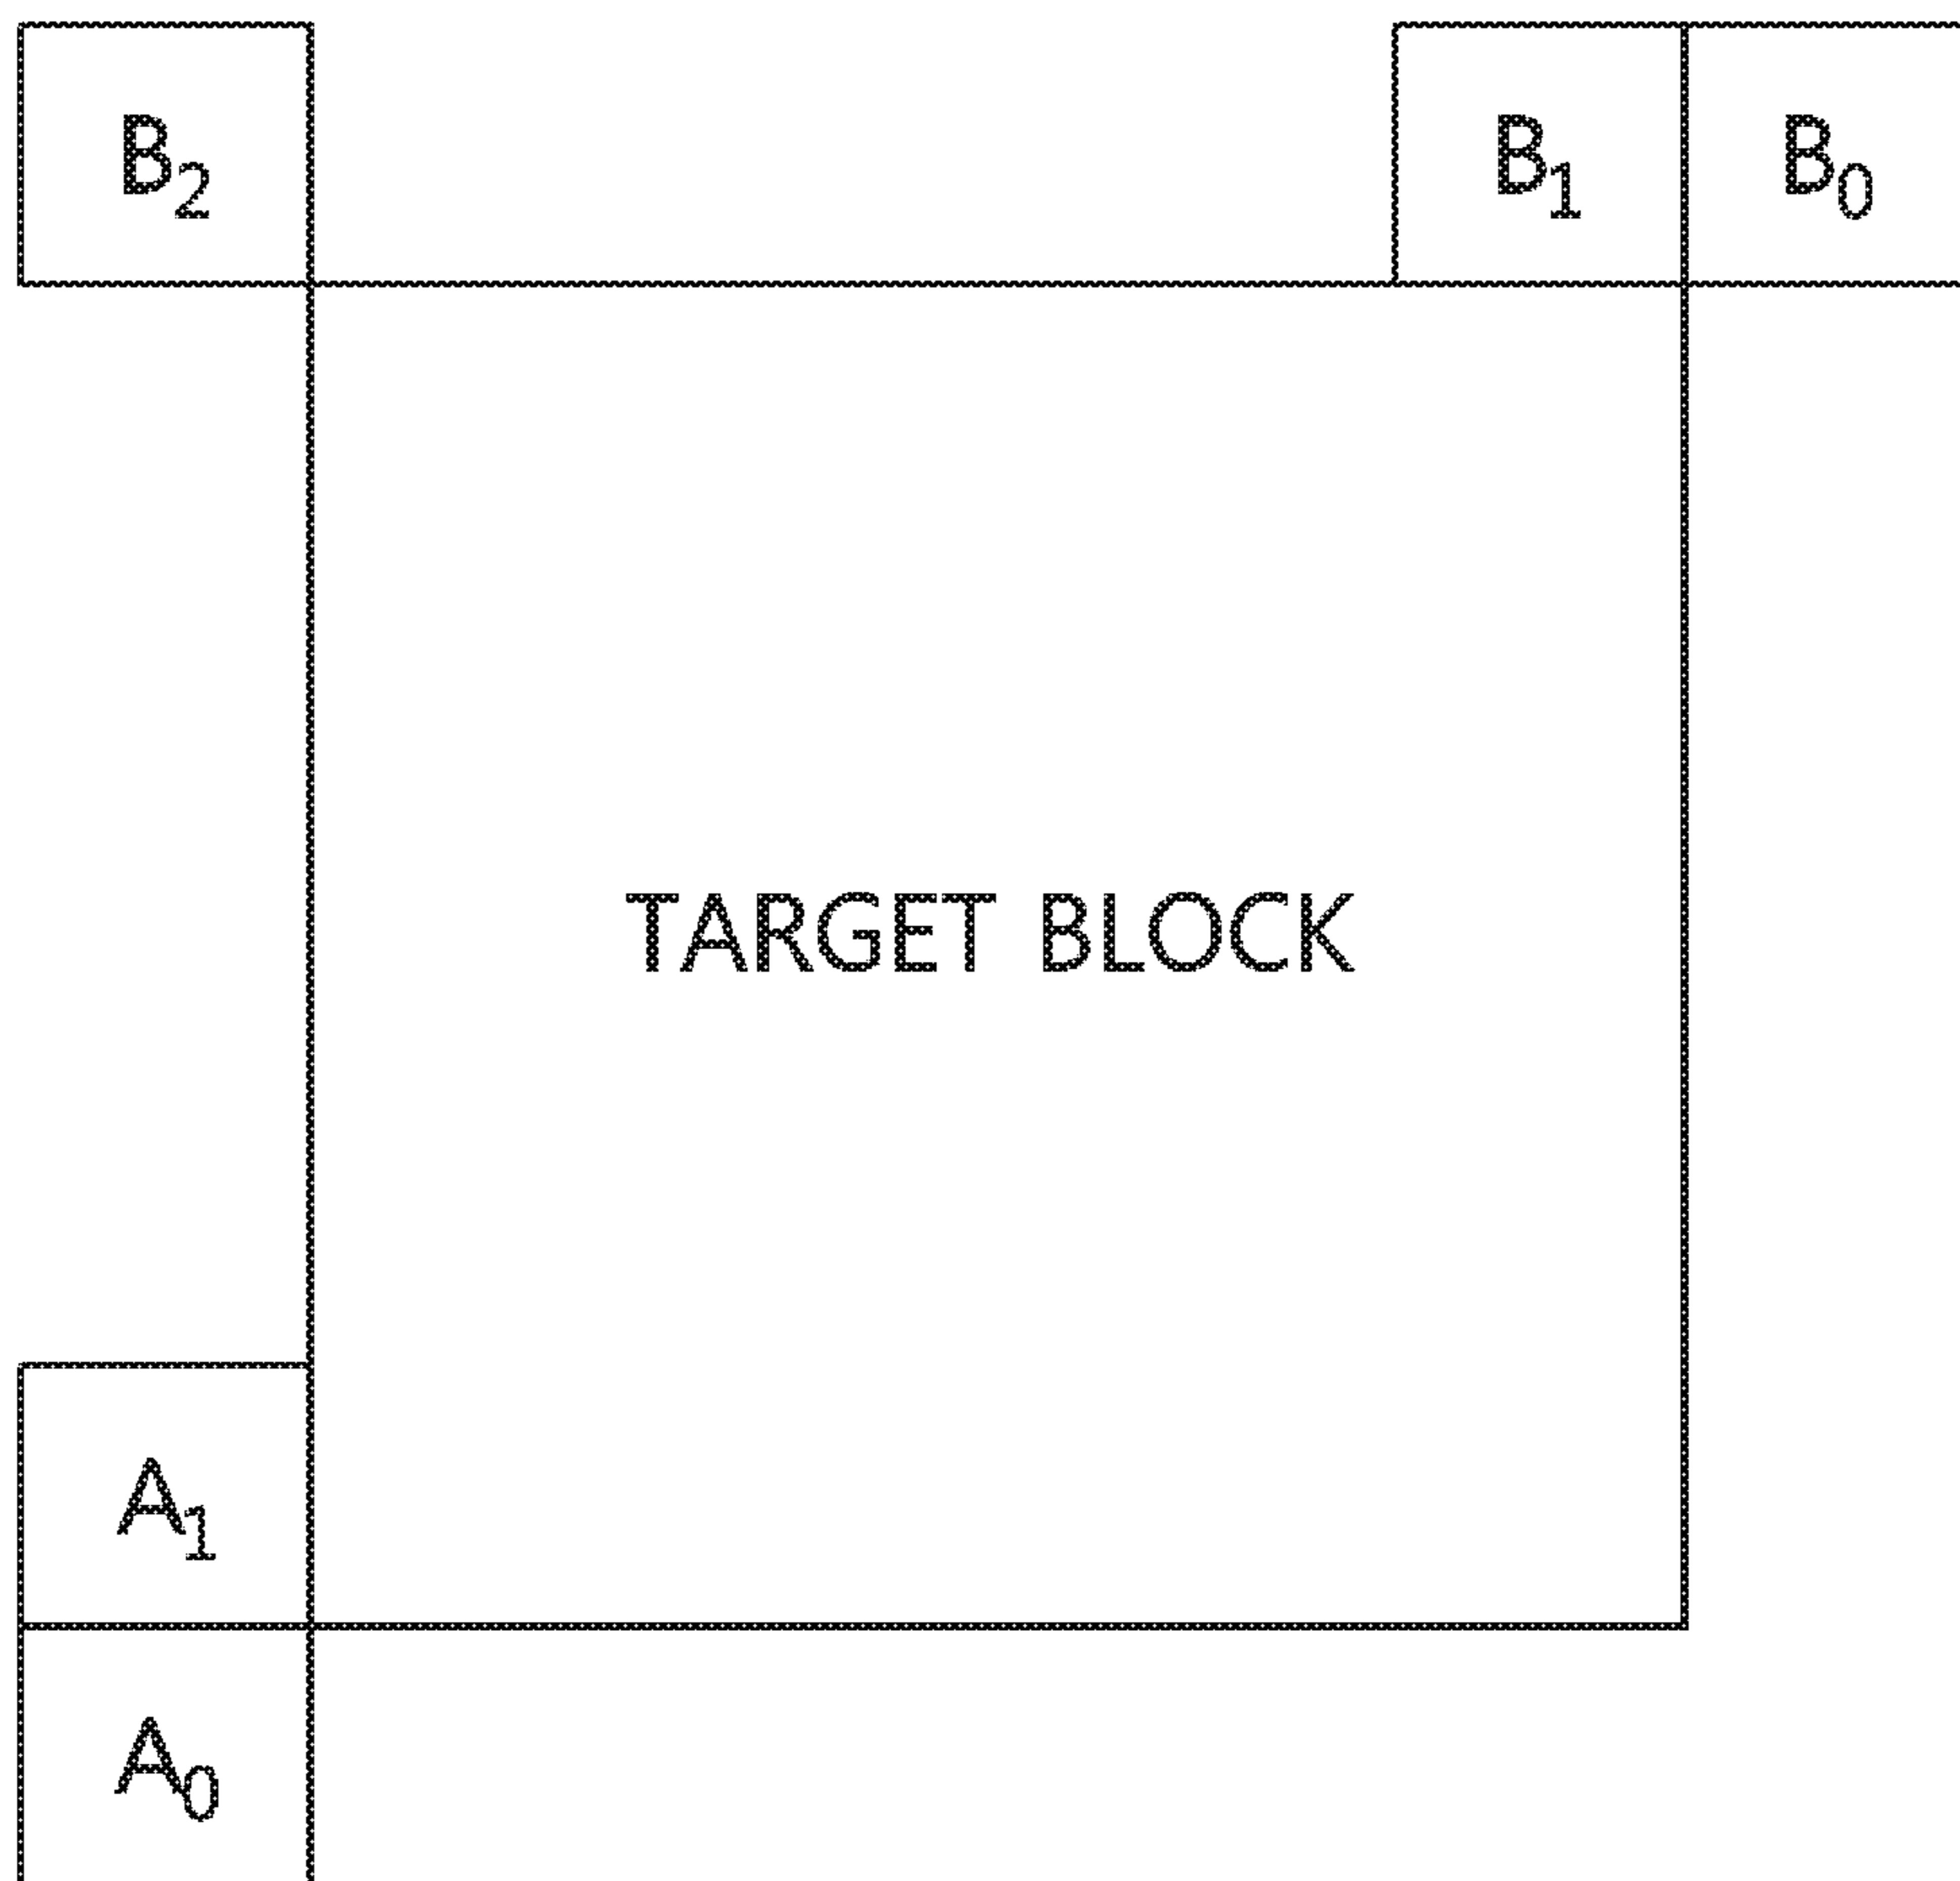 B₂ B₁ B₀
TARGET BLOCK
A₁
A₀